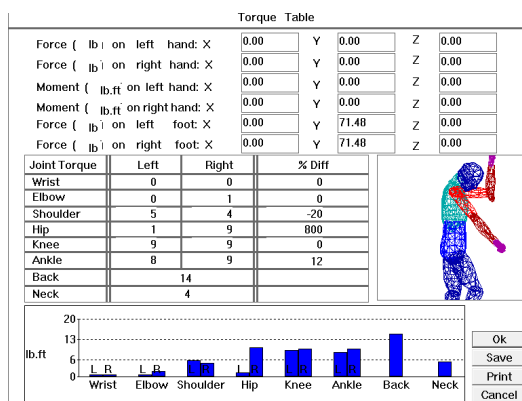 Torque Table
Force ( lb ) on left hand: X 0.00 Y 0.00 Z 0.00
Force ( lb ) on right hand: X 0.00 Y 0.00 Z 0.00
Moment ( lb.ft on left hand: X 0.00 Y 0.00 Z 0.00
Moment ( lb.ft on right hand: X 0.00 Y 0.00 Z 0.00
Force ( lb ) on left foot: X 0.00 Y 71.48 Z 0.00
Force ( lb ) on right foot: X 0.00 Y 71.48 Z 0.00
Joint Torque Left Right % Diff
Wrist 0 0 0
Elbow 0 1 0
Shoulder 5 4 -20
Hip 1 9 800
Knee 9 9 0
Ankle 8 9 12
Back 14
Neck 4
20
13
6
0
lb.ft
L R L R L R L R L R L R
Wrist Elbow Shoulder Hip Knee Ankle Back Neck
Ok
Save
Print
Cancel